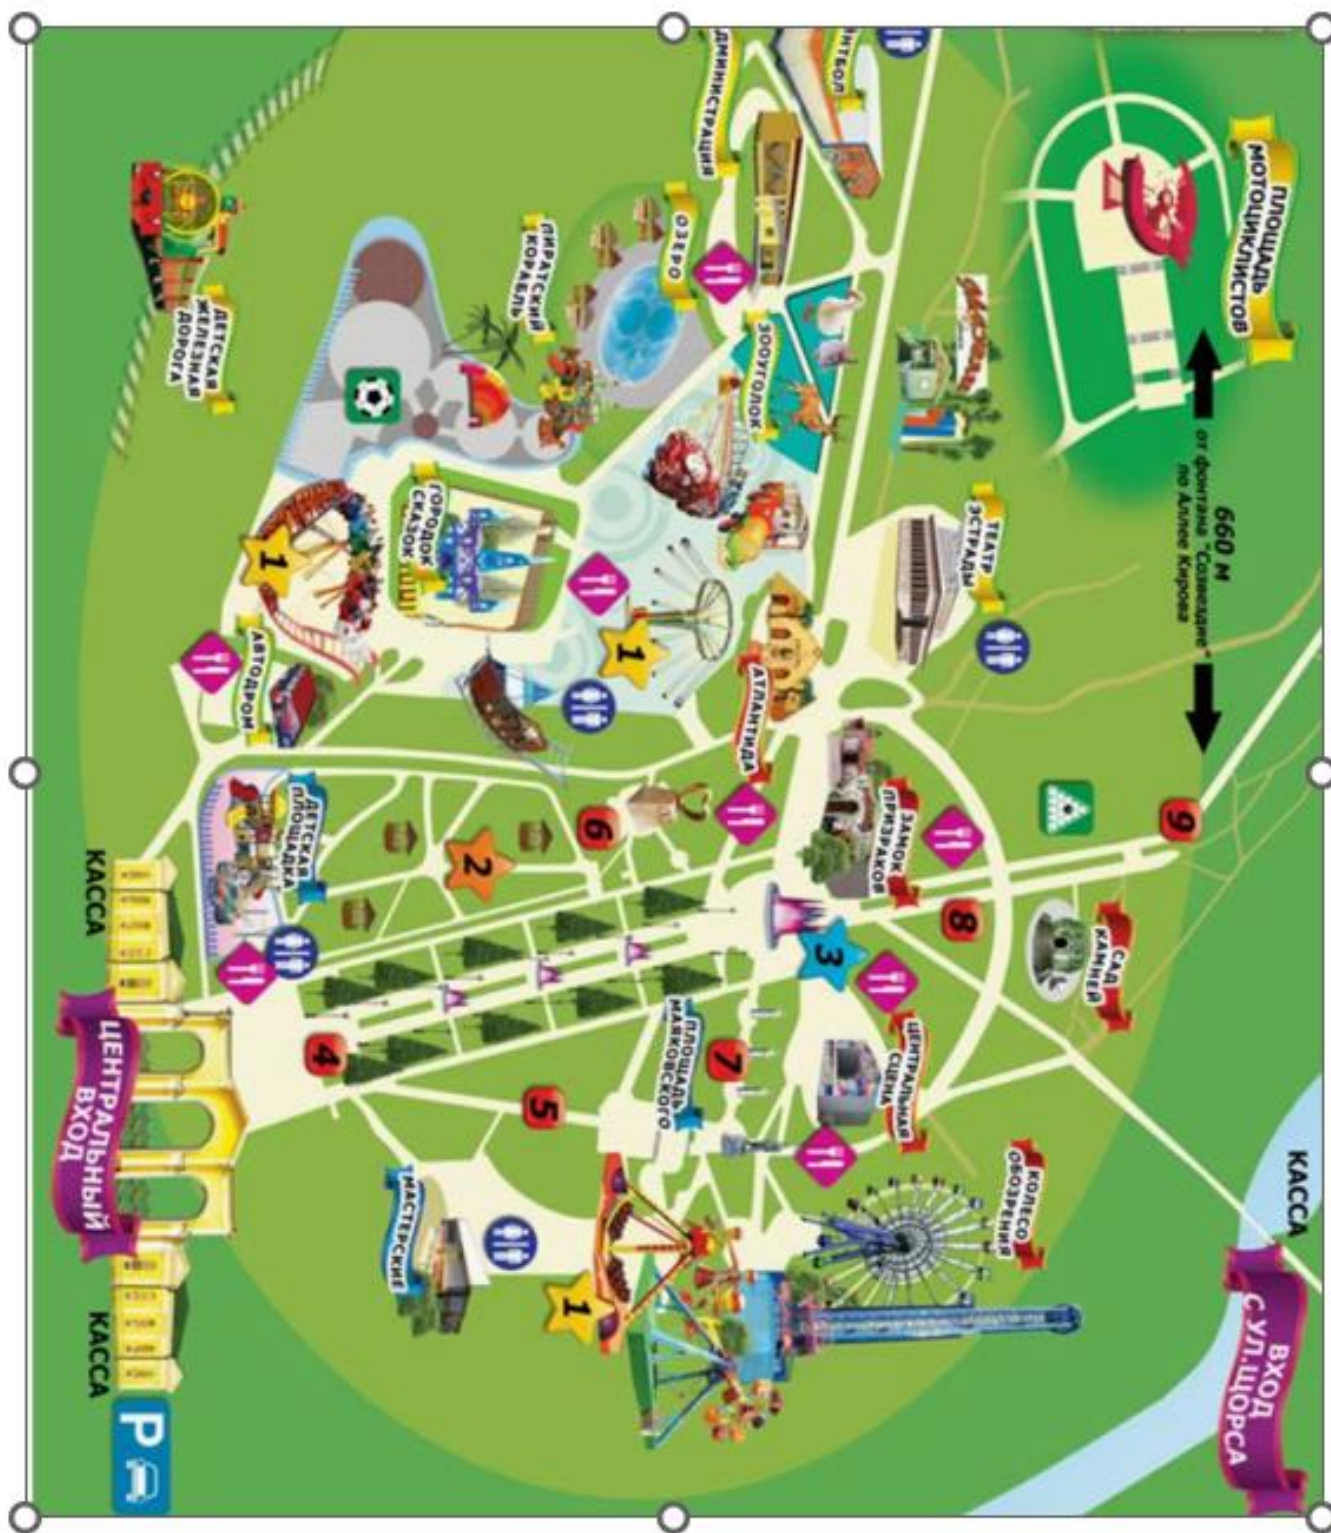 КАССА
ВХОД
С УЛ.ЩОРСА
ПЛОЩАДЬ
МОТОЦИКЛИСТОВ
660 м
от фонтана "Созвездие"
по Аллее Кирова
9
САД
КАМНЕЙ
КОЛЕСО
ОБОЗРЕНИЯ
ТЕАТР
ЭСТРАДЫ
8
ЗАМОК
ПРИЗРАКОВ
ЦЕНТРАЛЬНАЯ
СЦЕНА
НТБОЛ
3
ЗООУГОЛОК
АТЛАНТИДА
7
ДМИНИСТРАЦИЯ
ПЛОЩАДЬ
МАЯКОВСКОГО
ОЗЕРО
1
6
1
ПИРАТСКИЙ
КОРАБЛЬ
5
2
ГОРОДОК
СКАЗОК
МАСТЕРСКИЕ
4
ДЕТСКАЯ
ПЛОЩАДКА
1
АВТОДРОМ
ДЕТСКАЯ
ЖЕЛЕЗНАЯ
ДОРОГА
КАССА
ЦЕНТРАЛЬНЫЙ
ВХОД
КАССА
P